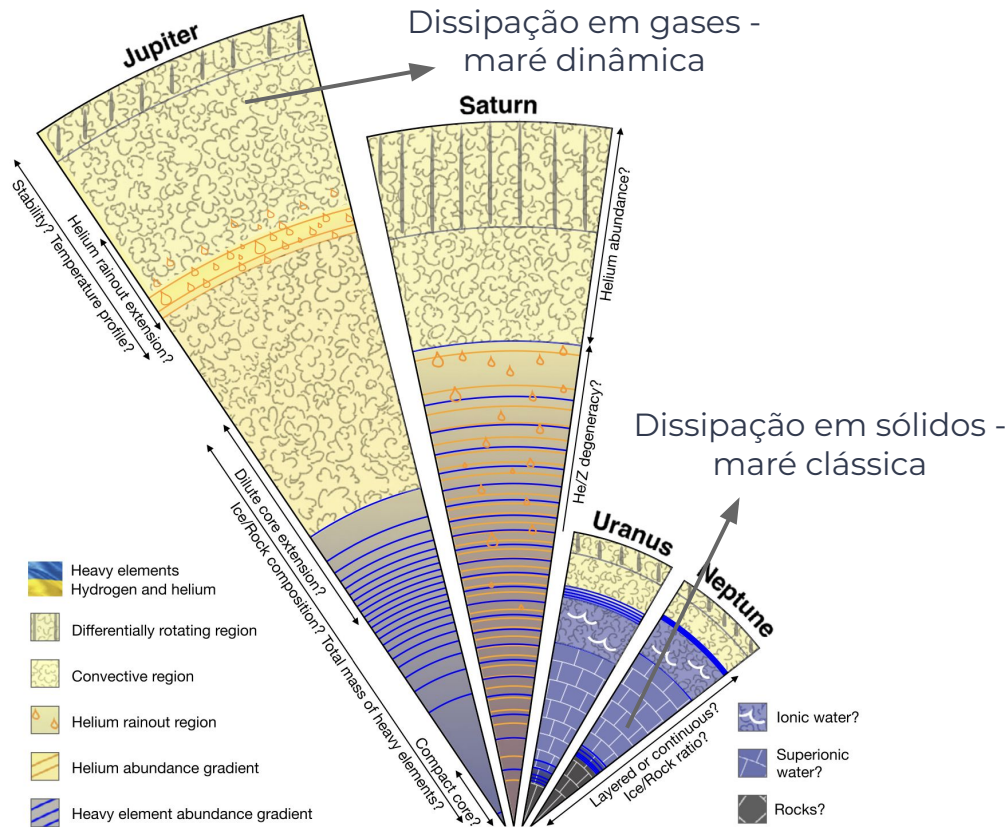 Dissipação em gases -
maré dinâmica
Jupiter
Saturn
Stability? Temperature profile?
Helium rainout extension?
Helium abundance?
He/Z degeneracy?
Dissipação em sólidos -
maré clássica
Uranus
Neptune
Dilute core extension?
Ice/Rock composition? Total mass of heavy elements?
Compact core?
Layered or continuous?
Ice/Rock ratio?
Heavy elements
Hydrogen and helium
Differentially rotating region
Convective region
Helium rainout region
Helium abundance gradient
Heavy element abundance gradient
Ionic water?
Superionic
water?
Rocks?